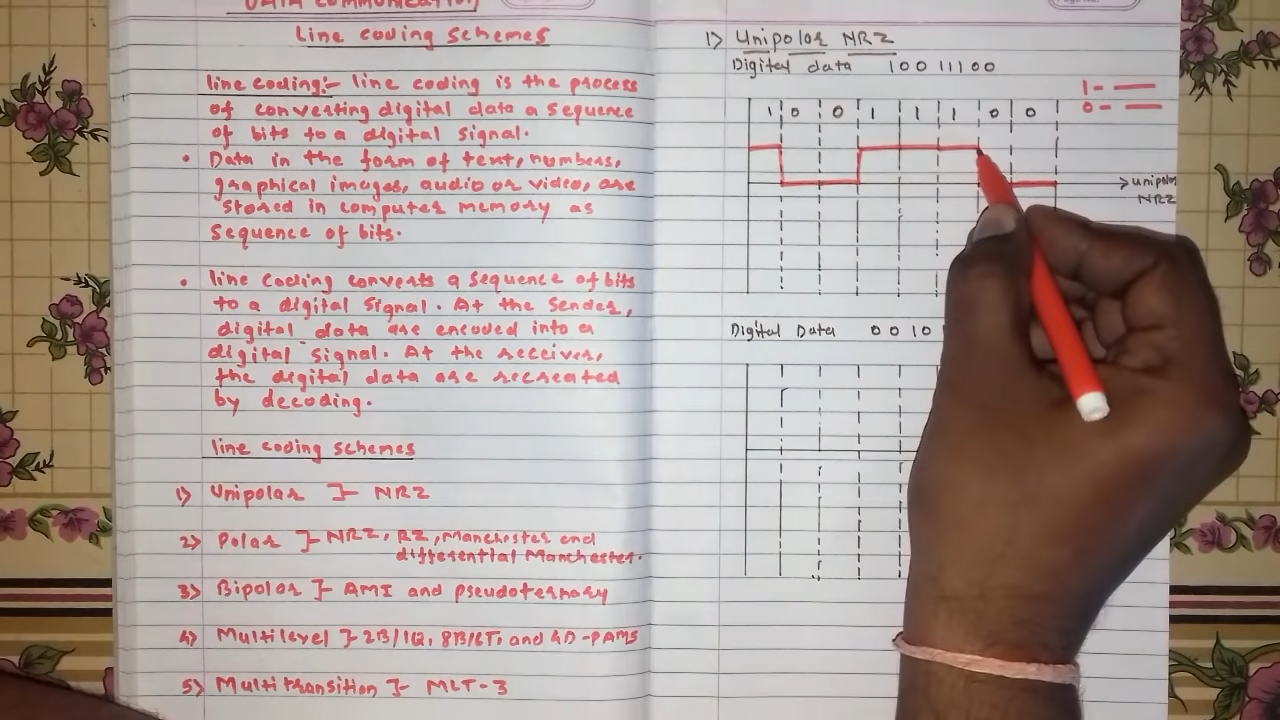 DATA COMMUNICATION
Line coding schemes
line coding:- line coding is the process
of converting digital data a sequence
of bits to a digital signal.
• Data in the form of text, numbers,
graphical images, audio or video, are
stored in computer memory as
sequence of bits.
• line coding converts a sequence of bits
to a digital signal. At the sender,
digital data are encoded into a
digital signal. At the receiver,
the digital data are recreated
by decoding.
line coding schemes
1) Unipolar }- NRZ
2) Polar }- NRZ, RZ, Manchester and
differential Manchester.
3) Bipolar }- AMI and pseudoternary
4) Multilevel }- 2B/1Q, 8B/6T, and 4D-PAM5
5) Multitransition }- MLT-3
1) Unipolar NRZ
Digital data 10011100
1-
0-
1 0 0 1 1 1 0 0
unipolar
NRZ
Digital Data 0 0 1 0